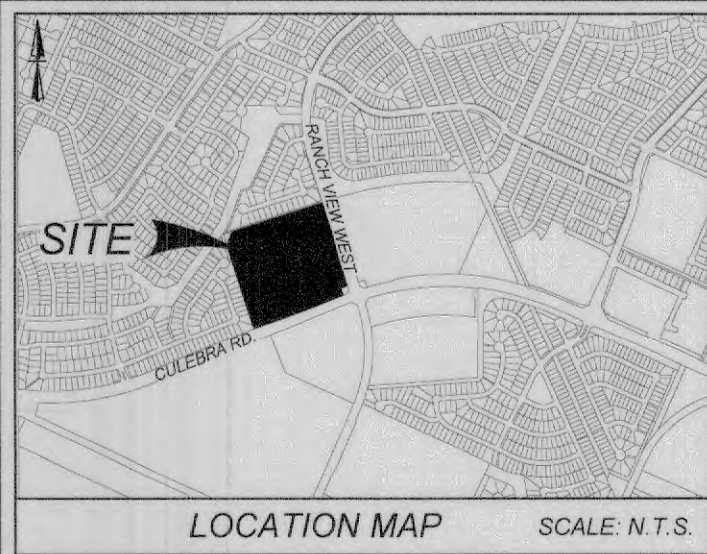 RANCH VIEW WEST
SITE
CULEBRA RD.
LOCATION MAP
SCALE: N.T.S.